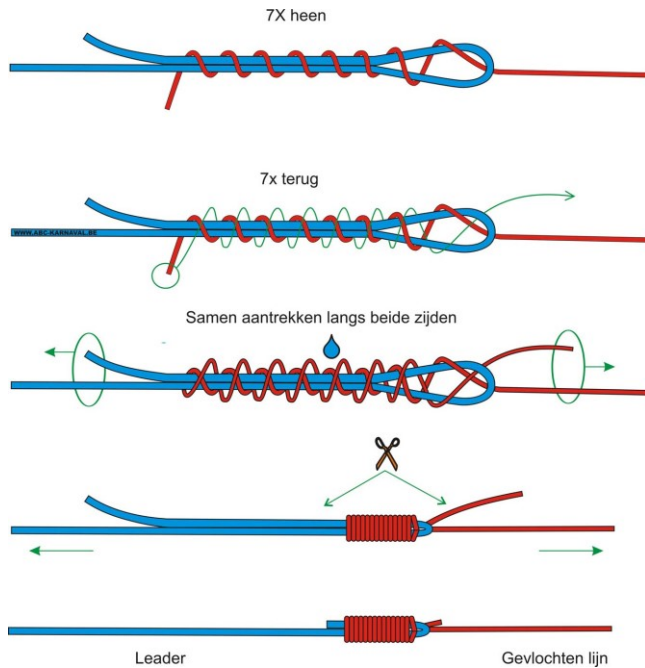 7X heen
7x terug
WWW.ABC-KARNAVAL.BE
Samen aantrekken langs beide zijden
Leader
Gevlochten lijn